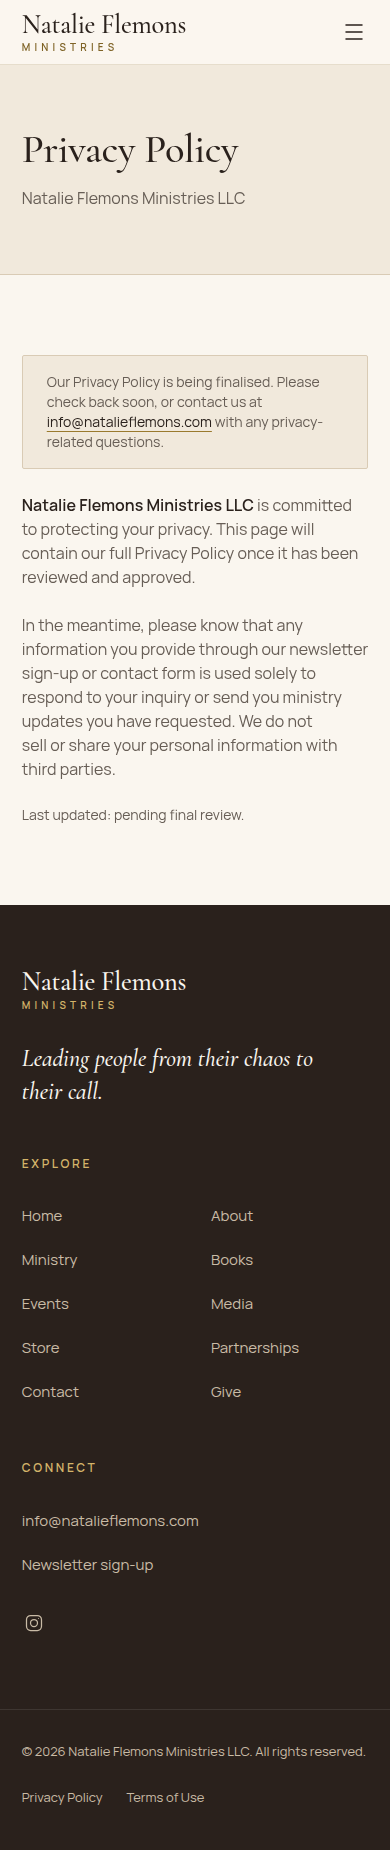 Natalie Flemons
MINISTRIES
Privacy Policy
Natalie Flemons Ministries LLC
Our Privacy Policy is being finalised. Please
check back soon, or contact us at
info@natalieflemons.com with any privacy-
related questions.
Natalie Flemons Ministries LLC is committed
to protecting your privacy. This page will
contain our full Privacy Policy once it has been
reviewed and approved.
In the meantime, please know that any
information you provide through our newsletter
sign-up or contact form is used solely to
respond to your inquiry or send you ministry
updates you have requested. We do not
sell or share your personal information with
third parties.
Last updated: pending final review.
Natalie Flemons
MINISTRIES
Leading people from their chaos to
their call.
EXPLORE
Home
About
Ministry
Books
Events
Media
Store
Partnerships
Contact
Give
CONNECT
info@natalieflemons.com
Newsletter sign-up
© 2026 Natalie Flemons Ministries LLC. All rights reserved.
Privacy Policy
Terms of Use